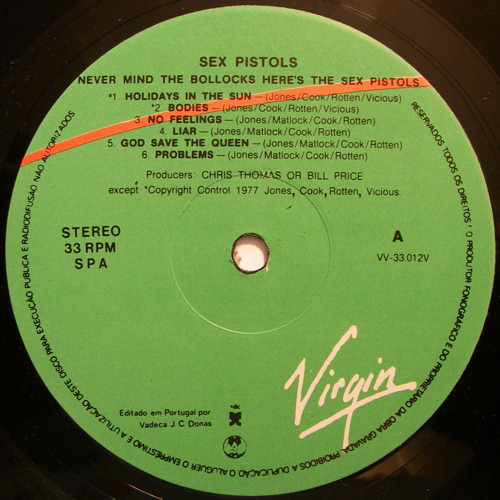 SEX PISTOLS
NEVER MIND THE BOLLOCKS HERE'S THE SEX PISTOLS
*1. HOLIDAYS IN THE SUN — (Jones/Cook/Rotten/Vicious)
*2. BODIES — (Jones/Cook/Rotten/Vicious)
3. NO FEELINGS — (Jones/Matlock/Cook/Rotten)
4. LIAR — (Jones/Matlock/Cook/Rotten)
5. GOD SAVE THE QUEEN — (Jones/Matlock/Cook/Rotten)
6. PROBLEMS — (Jones/Matlock/Cook/Rotten)
Producers: CHRIS THOMAS OR BILL PRICE
except *Copyright Control 1977 Jones, Cook, Rotten, Vicious.
STEREO
33 RPM
SPA
A
VV-33.012V
Virgin
Editado em Portugal por
Vadeca J.C. Donas
RESERVADOS TODOS OS DIREITOS DO PRODUTOR FONOGRÁFICO E DO PROPRIETÁRIO DA OBRA GRAVADA PROIBIDOS A DUPLICAÇÃO O ALUGUER O EMPRÉSTIMO E A UTILIZAÇÃO DESTE DISCO PARA EXECUÇÃO PÚBLICA E RADIODIFUSÃO NÃO AUTORIZADOS